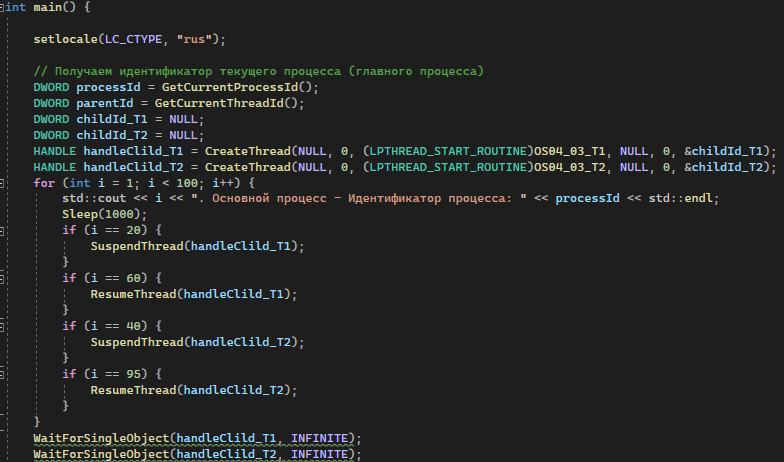 int main() {
setlocale(LC_CTYPE, "rus");
// Получаем идентификатор текущего процесса (главного процесса)
DWORD processId = GetCurrentProcessId();
DWORD parentId = GetCurrentThreadId();
DWORD childId_T1 = NULL;
DWORD childId_T2 = NULL;
HANDLE handleClild_T1 = CreateThread(NULL, 0, (LPTHREAD_START_ROUTINE)OS04_03_T1, NULL, 0, &childId_T1);
HANDLE handleClild_T2 = CreateThread(NULL, 0, (LPTHREAD_START_ROUTINE)OS04_03_T2, NULL, 0, &childId_T2);
for (int i = 1; i < 100; i++) {
std::cout << i << ". Основной процесс - Идентификатор процесса: " << processId << std::endl;
Sleep(1000);
if (i == 20) {
SuspendThread(handleClild_T1);
}
if (i == 60) {
ResumeThread(handleClild_T1);
}
if (i == 40) {
SuspendThread(handleClild_T2);
}
if (i == 95) {
ResumeThread(handleClild_T2);
}
}
WaitForSingleObject(handleClild_T1, INFINITE);
WaitForSingleObject(handleClild_T2, INFINITE);